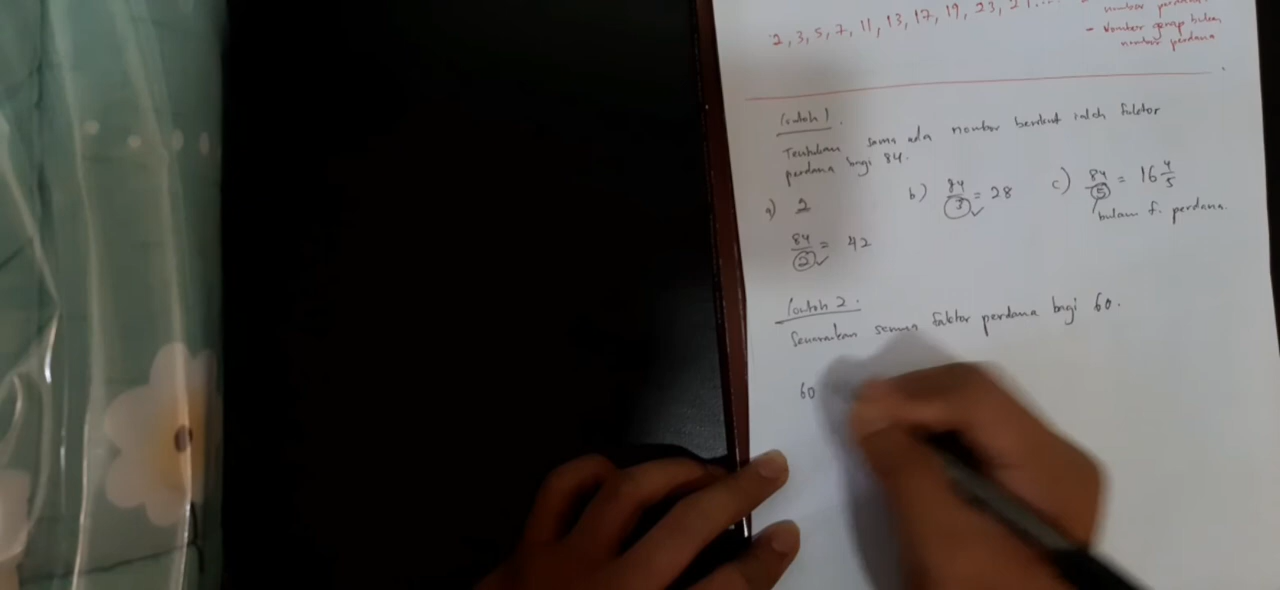 2, 3, 5, 7, 11, 13, 17, 19, 23, 27...
nombor
- Nombor genap bukan
nombor perdana
Contoh 1.
Tentukan sama ada nombor berikut ialah faktor
perdana bagi 84.
a) 2
84/2 = 42 ✓
b) 84/3 = 28 ✓
c) 84/5 = 16 4/5
bukan f. perdana.
Contoh 2.
Senaraikan semua faktor perdana bagi 60.
60